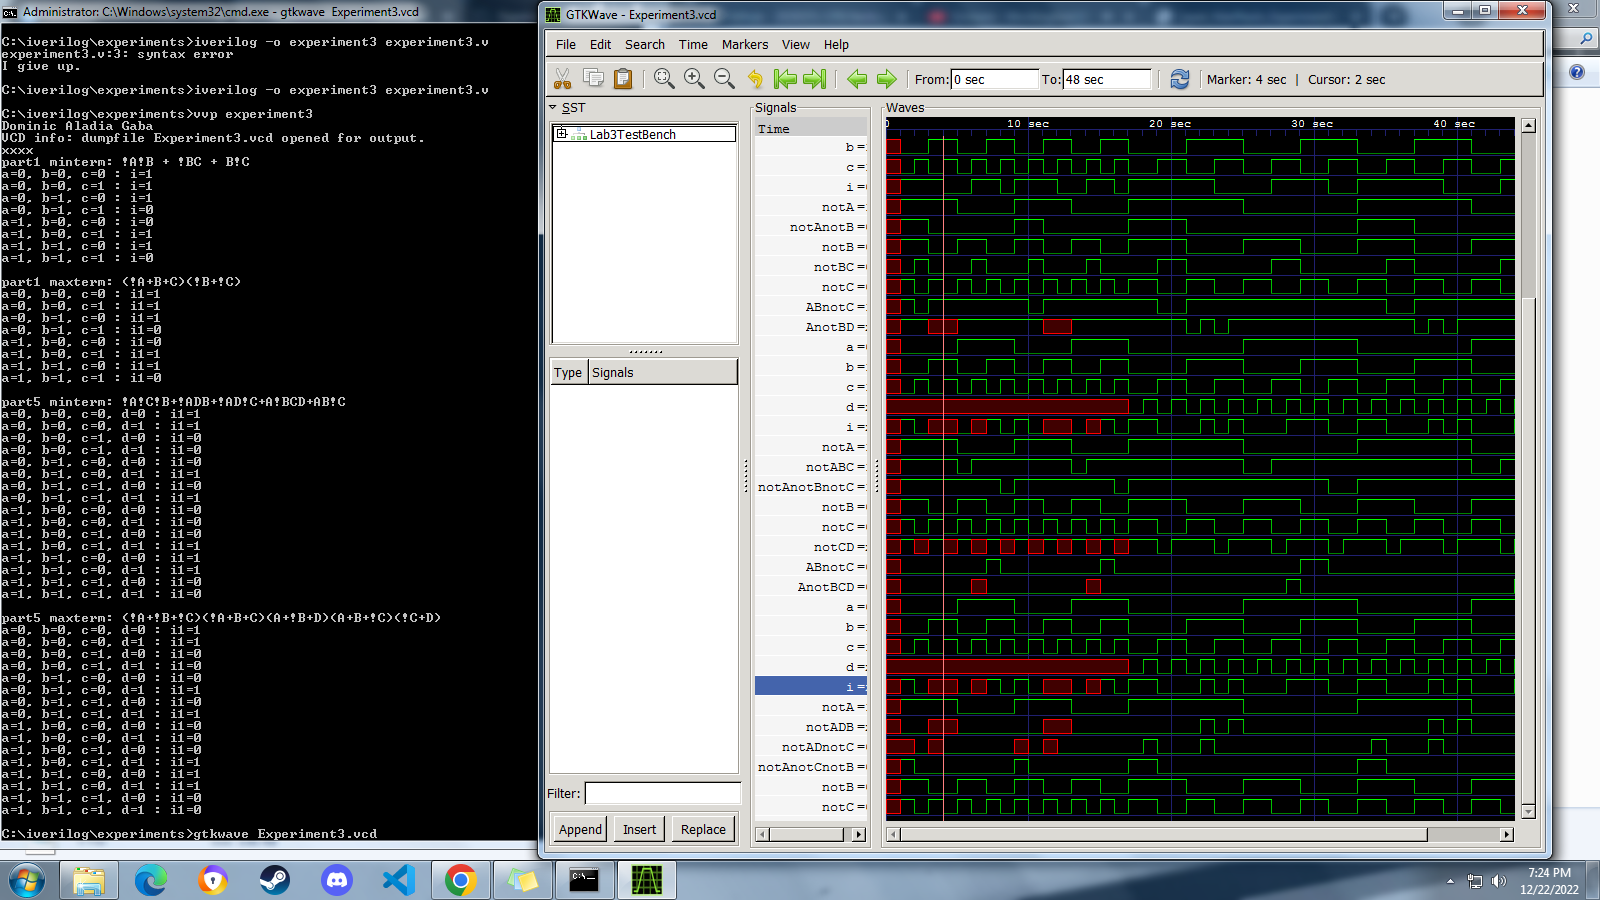 Administrator: C:\Windows\system32\cmd.exe - gtkwave  Experiment3.vcd
C:\iverilog\experiments>iverilog -o experiment3 experiment3.v
experiment3.v:3: syntax error
I give up.
C:\iverilog\experiments>iverilog -o experiment3 experiment3.v
C:\iverilog\experiments>vvp experiment3
Dominic Aladia Gaba
VCD info: dumpfile Experiment3.vcd opened for output.
xxxx
part1 minterm: !A!B + !BC + B!C
a=0, b=0, c=0 : i=1
a=0, b=0, c=1 : i=1
a=0, b=1, c=0 : i=1
a=0, b=1, c=1 : i=0
a=1, b=0, c=0 : i=0
a=1, b=0, c=1 : i=1
a=1, b=1, c=0 : i=1
a=1, b=1, c=1 : i=0
part1 maxterm: (!A+B+C)(!B+!C)
a=0, b=0, c=0 : i1=1
a=0, b=0, c=1 : i1=1
a=0, b=1, c=0 : i1=1
a=0, b=1, c=1 : i1=0
a=1, b=0, c=0 : i1=0
a=1, b=0, c=1 : i1=1
a=1, b=1, c=0 : i1=1
a=1, b=1, c=1 : i1=0
part5 minterm: !A!C!B+!ADB+!AD!C+A!BCD+AB!C
a=0, b=0, c=0, d=0 : i1=1
a=0, b=0, c=0, d=1 : i1=1
a=0, b=0, c=1, d=0 : i1=0
a=0, b=0, c=1, d=1 : i1=0
a=0, b=1, c=0, d=0 : i1=0
a=0, b=1, c=0, d=1 : i1=1
a=0, b=1, c=1, d=0 : i1=0
a=0, b=1, c=1, d=1 : i1=1
a=1, b=0, c=0, d=0 : i1=0
a=1, b=0, c=0, d=1 : i1=0
a=1, b=0, c=1, d=0 : i1=0
a=1, b=0, c=1, d=1 : i1=1
a=1, b=1, c=0, d=0 : i1=1
a=1, b=1, c=0, d=1 : i1=1
a=1, b=1, c=1, d=0 : i1=0
a=1, b=1, c=1, d=1 : i1=0
part5 maxterm: (!A+!B+!C)(!A+B+C)(A+!B+D)(A+B+!C)(!C+D)
a=0, b=0, c=0, d=0 : i1=1
a=0, b=0, c=0, d=1 : i1=1
a=0, b=0, c=1, d=0 : i1=0
a=0, b=0, c=1, d=1 : i1=0
a=0, b=1, c=0, d=0 : i1=0
a=0, b=1, c=0, d=1 : i1=1
a=0, b=1, c=1, d=0 : i1=0
a=0, b=1, c=1, d=1 : i1=1
a=1, b=0, c=0, d=0 : i1=0
a=1, b=0, c=0, d=1 : i1=0
a=1, b=0, c=1, d=0 : i1=0
a=1, b=0, c=1, d=1 : i1=1
a=1, b=1, c=0, d=0 : i1=1
a=1, b=1, c=0, d=1 : i1=1
a=1, b=1, c=1, d=0 : i1=0
a=1, b=1, c=1, d=1 : i1=0
C:\iverilog\experiments>gtkwave Experiment3.vcd
GTKWave - Experiment3.vcd
File Edit Search Time Markers View Help
From: 0 sec To: 48 sec Marker: 4 sec | Cursor: 2 sec
SST
Lab3TestBench
Type Signals
Filter:
Append Insert Replace
Signals
Time
b =
c =
i =
notA =
notAnotB =
notB =
notBC =
notC =
ABnotC =
AnotBD =
a =
b =
c =
d =
i =
notA =
notABC =
notAnotBnotC =
notB =
notC =
notCD =
ABnotC =
AnotBCD =
a =
b =
c =
d =
i =
notA =
notADB =
notADnotC =
notAnotCnotB =
notB =
notC =
Waves
0 10 sec 20 sec 30 sec 40 sec
7:24 PM
12/22/2022